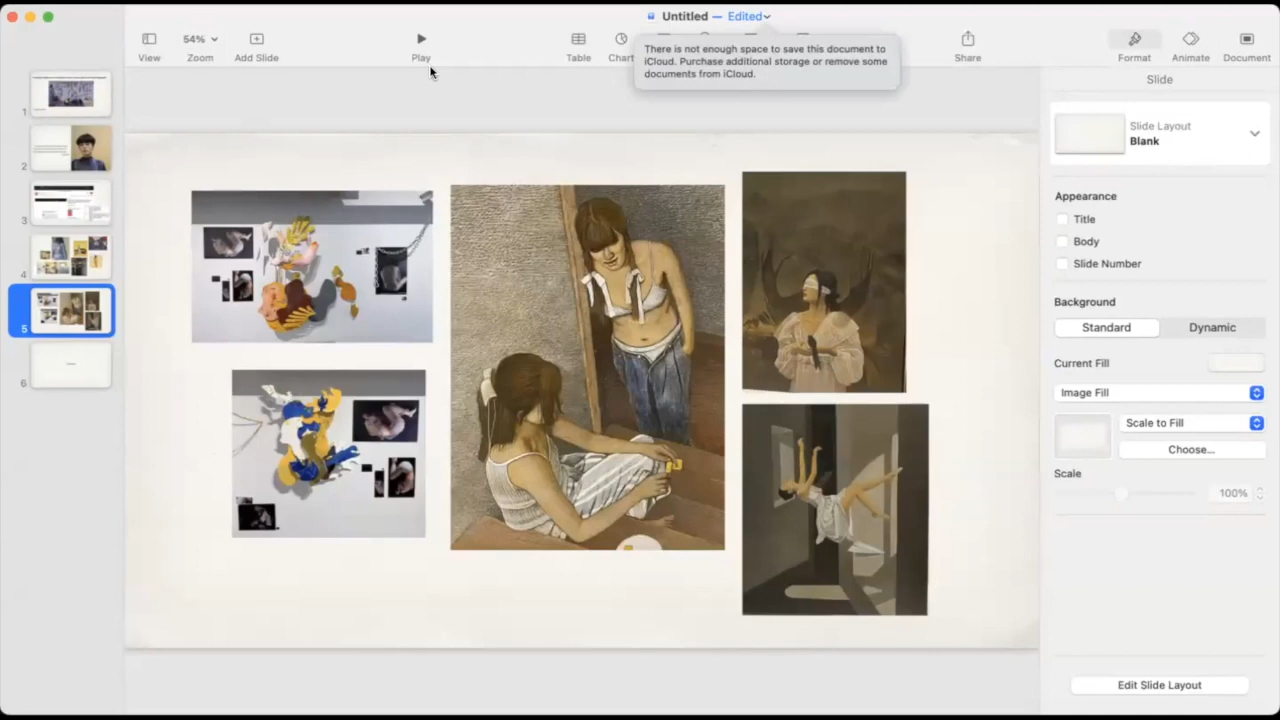 Untitled — Edited
View
54%
Zoom
Add Slide
Play
Table
Chart
There is not enough space to save this document to
iCloud. Purchase additional storage or remove some
documents from iCloud.
Share
Format
Animate
Document
Slide
Slide Layout
Blank
Appearance
Title
Body
Slide Number
Background
Standard
Dynamic
Current Fill
Image Fill
Scale to Fill
Choose...
Scale
100%
Edit Slide Layout
1
2
3
4
5
6